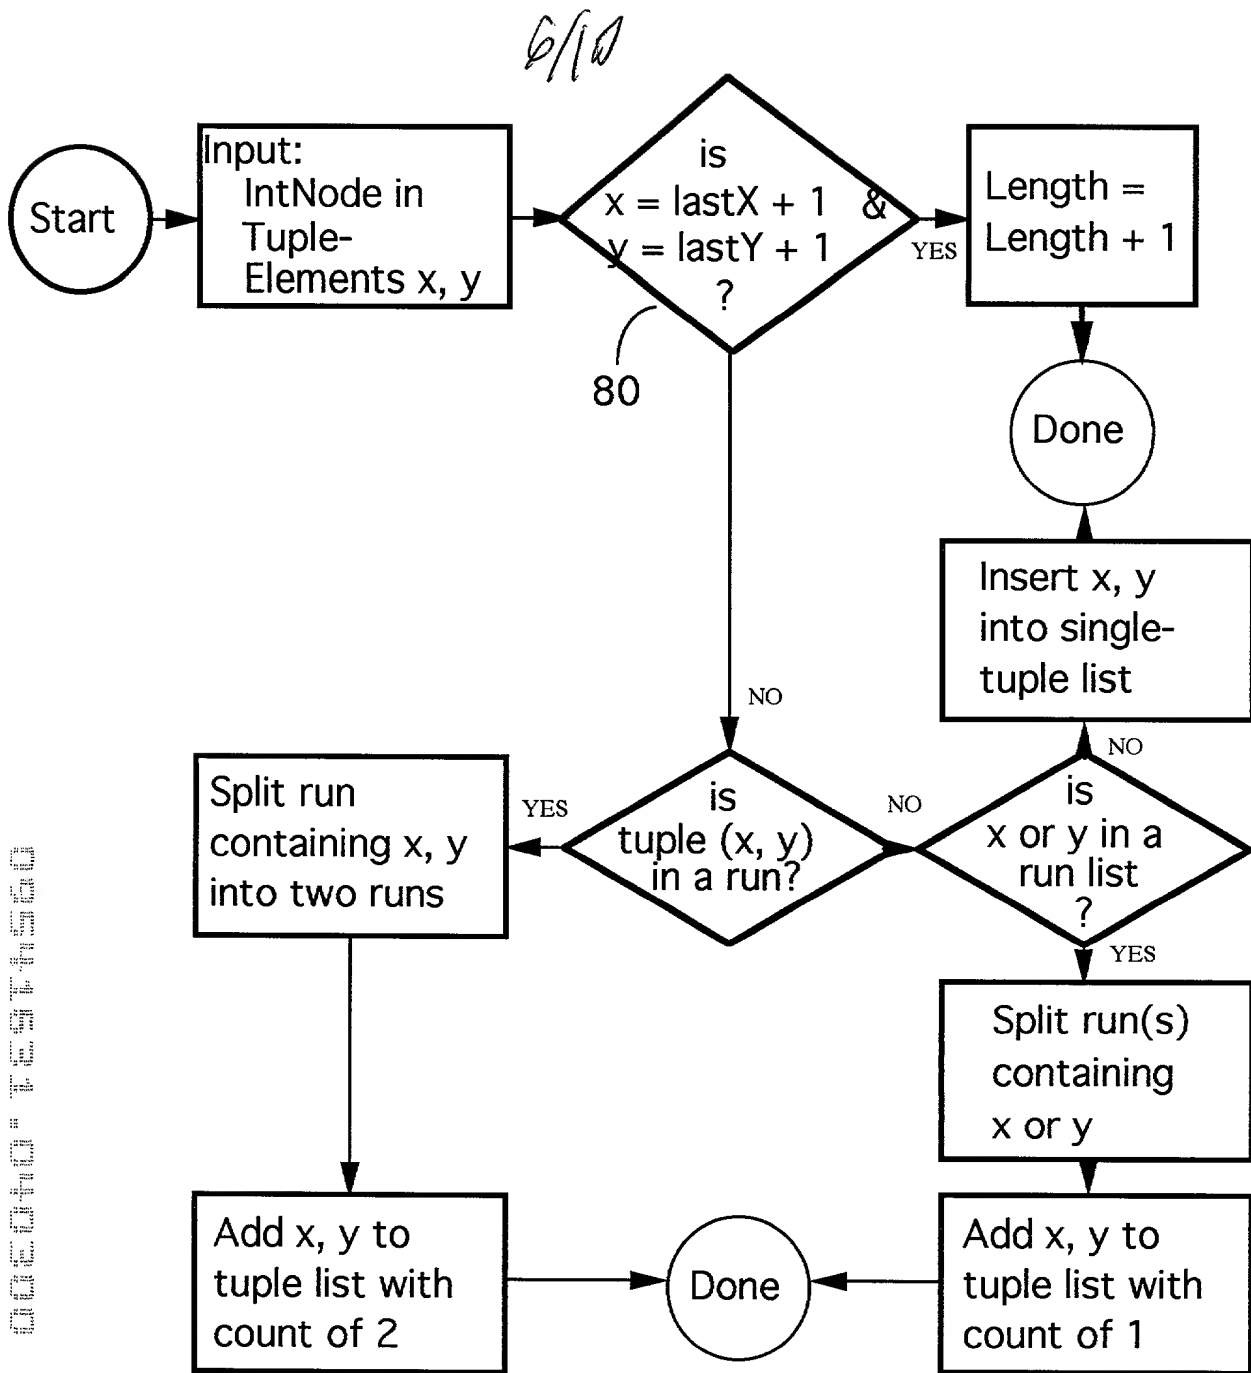 6/10
Start
Input:
IntNode in
Tuple-
Elements x, y
is
x = lastX + 1 &
y = lastY + 1
?
YES
Length =
Length + 1
80
Done
Insert x, y
into single-
tuple list
NO
NO
Split run
containing x, y
into two runs
YES
is
tuple (x, y)
in a run?
NO
is
x or y in a
run list
?
YES
Split run(s)
containing
x or y
Add x, y to
tuple list with
count of 2
Done
Add x, y to
tuple list with
count of 1